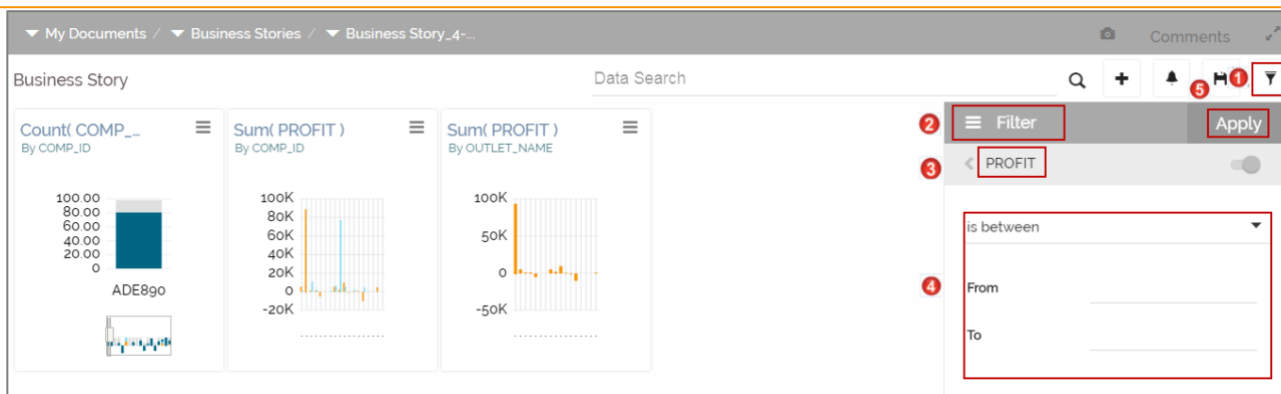 My Documents / Business Stories / Business Story_4-...
Comments
Business Story
Data Search
5
1
Count( COMP_...
By COMP_ID
100.00
80.00
60.00
40.00
20.00
0
ADE890
Sum( PROFIT )
By COMP_ID
100K
80K
60K
40K
20K
0
-20K
Sum( PROFIT )
By OUTLET_NAME
100K
50K
0
-50K
2
Filter
Apply
3
PROFIT
is between
4
From
To